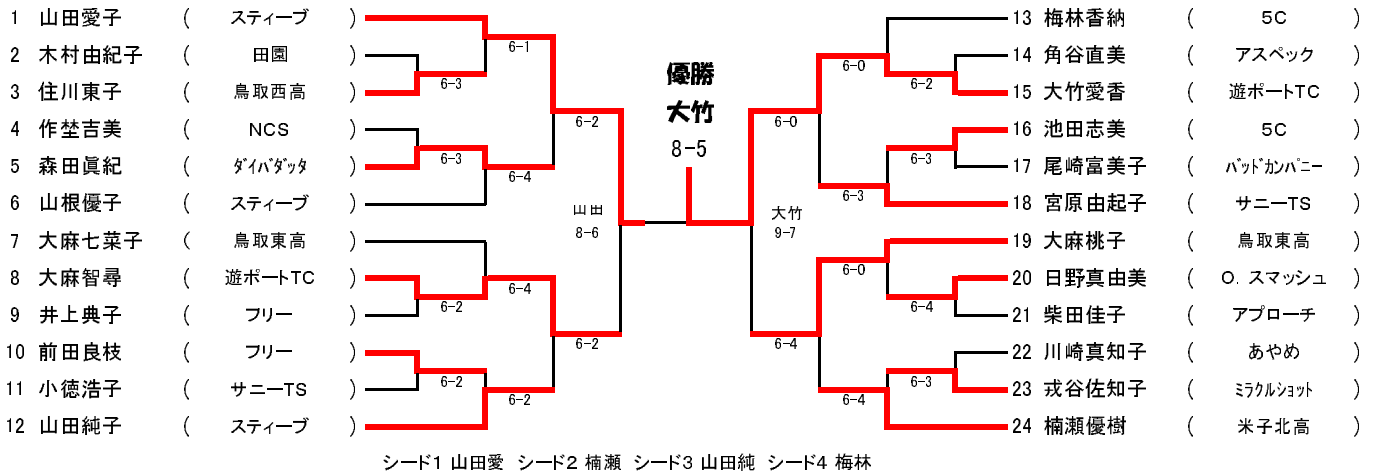 1 山田愛子 ( スティーブ )
2 木村由紀子 ( 田園 )
3 住川東子 ( 鳥取西高 )
4 作埜吉美 ( NCS )
5 森田眞紀 ( ﾀﾞｲﾊﾞﾀﾞｯﾀ )
6 山根優子 ( スティーブ )
7 大麻七菜子 ( 鳥取東高 )
8 大麻智尋 ( 遊ポートTC )
9 井上典子 ( フリー )
10 前田良枝 ( フリー )
11 小徳浩子 ( サニーTS )
12 山田純子 ( スティーブ )
6-1
6-3
6-2
6-3
6-4
山田
8-6
6-4
6-2
6-2
6-2
6-2
優勝
大竹
8-5
6-0
6-2
6-0
6-3
6-3
大竹
9-7
6-0
6-4
6-4
6-3
6-4
13 梅林香納 ( 5C )
14 角谷直美 ( アスペック )
15 大竹愛香 ( 遊ポートTC )
16 池田志美 ( 5C )
17 尾崎富美子 ( ﾊﾞｯﾄﾞｶﾝﾊﾟﾆｰ )
18 宮原由起子 ( サニーTS )
19 大麻桃子 ( 鳥取東高 )
20 日野真由美 ( O．スマッシュ )
21 柴田佳子 ( アプローチ )
22 川崎真知子 ( あやめ )
23 戎谷佐知子 ( ﾐﾗｸﾙｼｮｯﾄ )
24 楠瀬優樹 ( 米子北高 )
シード1 山田愛 シード2 楠瀬 シード3 山田純 シード4 梅林